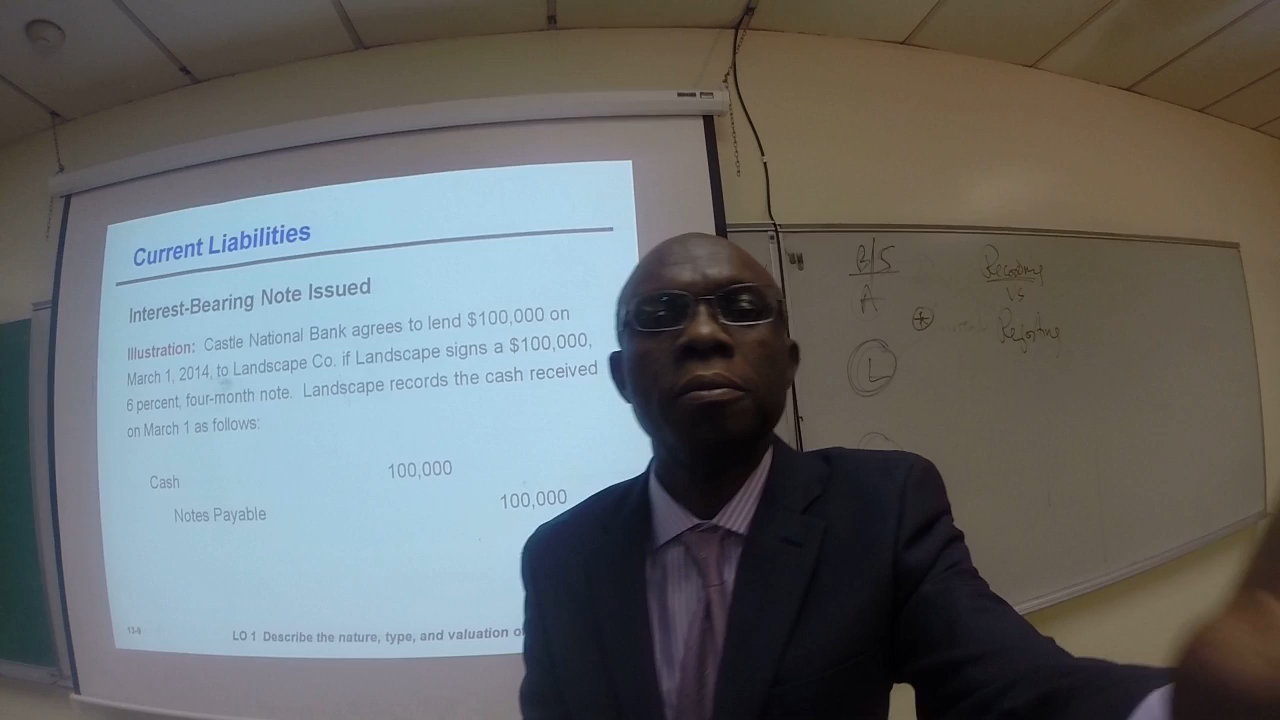 Current Liabilities
Interest-Bearing Note Issued
Illustration: Castle National Bank agrees to lend $100,000 on
March 1, 2014, to Landscape Co. if Landscape signs a $100,000,
6 percent, four-month note. Landscape records the cash received
on March 1 as follows:
Cash 100,000
Notes Payable 100,000
13-9
LO 1 Describe the nature, type, and valuation
B/S
A
L
Recording
vs
Reporting